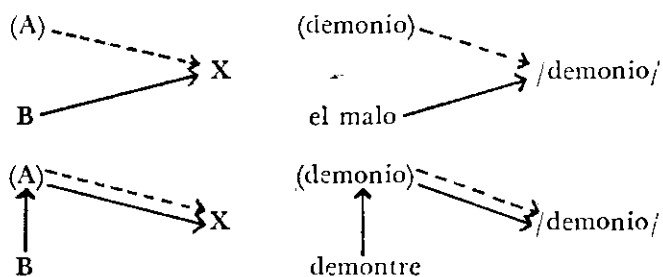 (A) (demonio)
X /demonio/
B el malo
(A) (demonio)
X /demonio/
B demontre